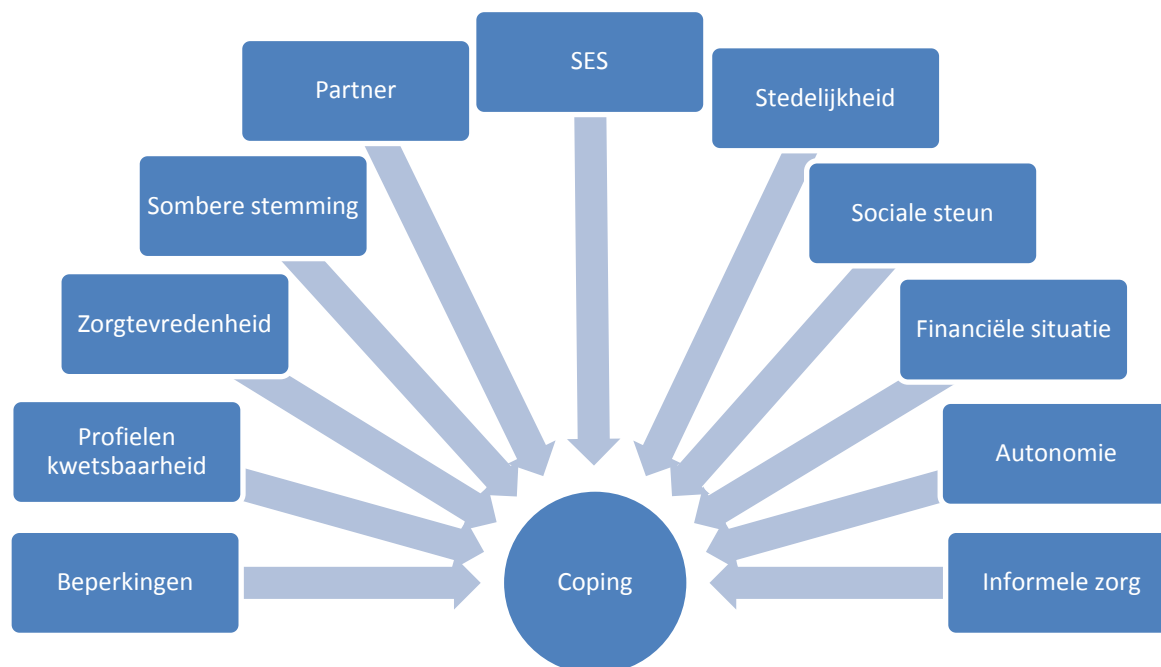 SES
Partner
Stedelijkheid
Sombere stemming
Sociale steun
Zorgtevredenheid
Financiële situatie
Profielen
kwetsbaarheid
Autonomie
Beperkingen
Coping
Informele zorg